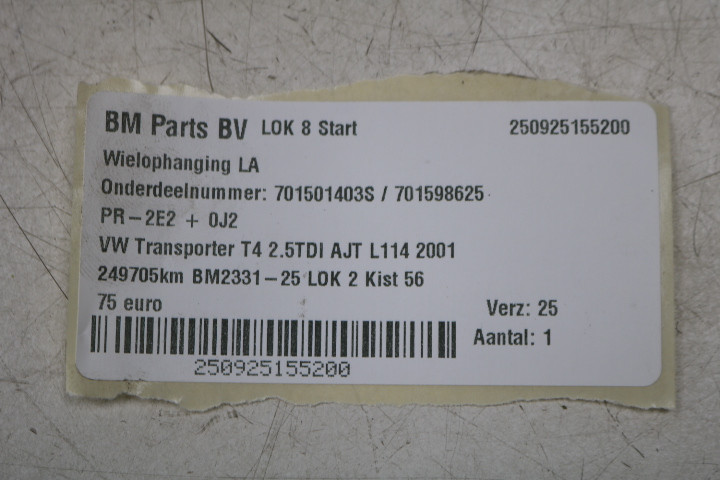 BM Parts BV LOK 8 Start 250925155200
Wielophanging LA
Onderdeelnummer: 701501403S / 701598625
PR-2E2 + 0J2
VW Transporter T4 2.5TDI AJT L114 2001
249705km BM2331-25 LOK 2 Kist 56
75 euro Verz: 25
Aantal: 1
250925155200